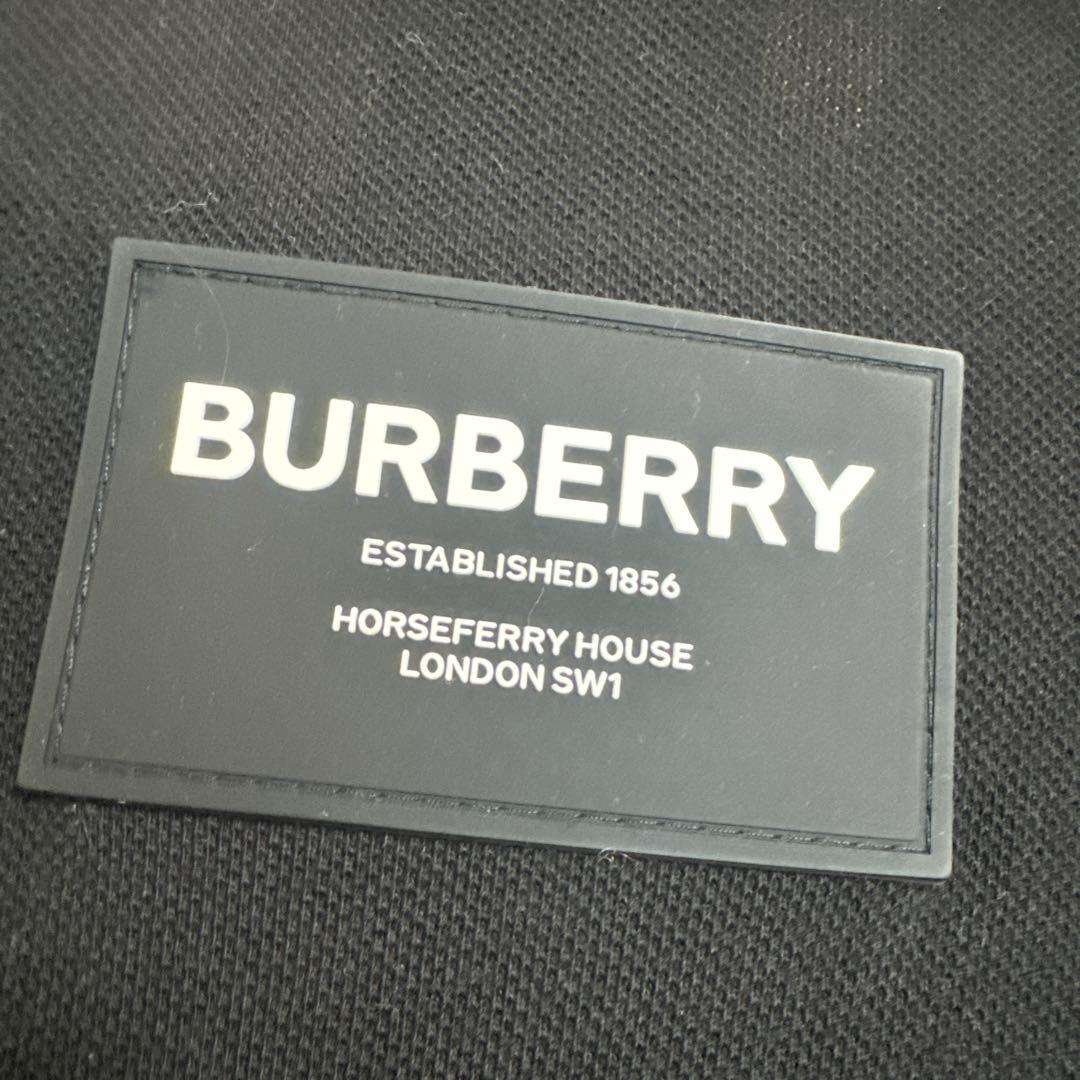 BURBERRY
ESTABLISHED 1856
HORSEFERRY HOUSE
LONDON SW1